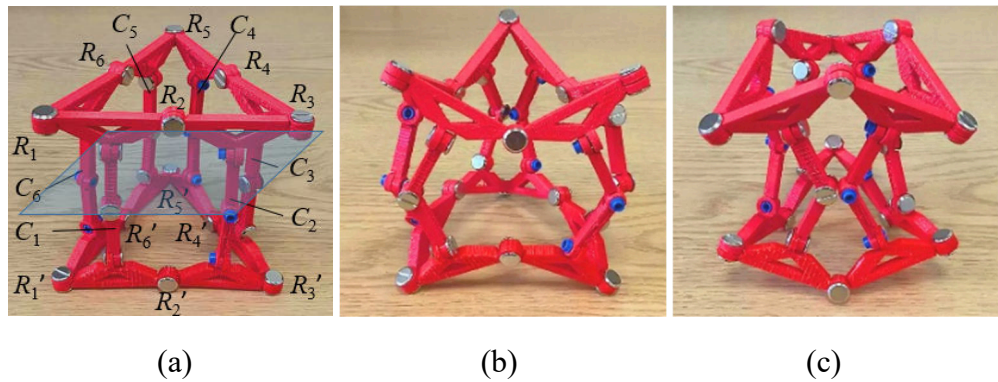 C5 R5 C4
R6 R4
R2 R3
R1
C6 C3
R5′
C1 R6′ R4′ C2
R1′ R2′ R3′
(a) (b) (c)